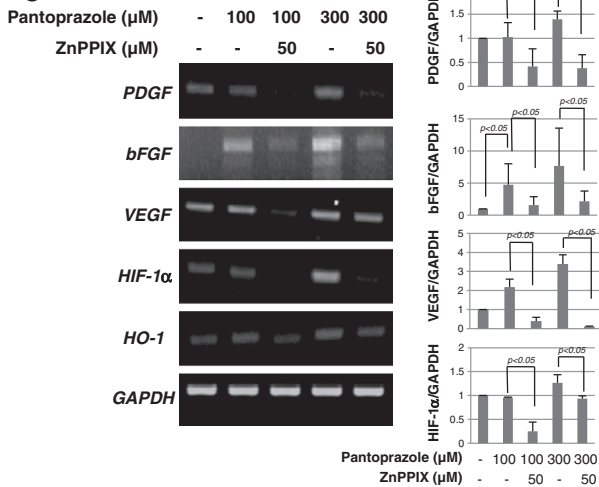 Pantoprazole (μM) - 100 100 300 300
ZnPPIX (μM) - - 50 - 50
PDGF
bFGF
VEGF
HIF-1α
HO-1
GAPDH
PDGF/GAPDH
1.5
1
0.5
0
bFGF/GAPDH
15
10
5
0
p<0.05
p<0.05
p<0.05
VEGF/GAPDH
5
4
3
2
1
0
p<0.05
p<0.05
HIF-1α/GAPDH
2
1.5
1
0.5
0
p<0.05
p<0.05
Pantoprazole (μM) - 100 100 300 300
ZnPPIX (μM) - - 50 - 50